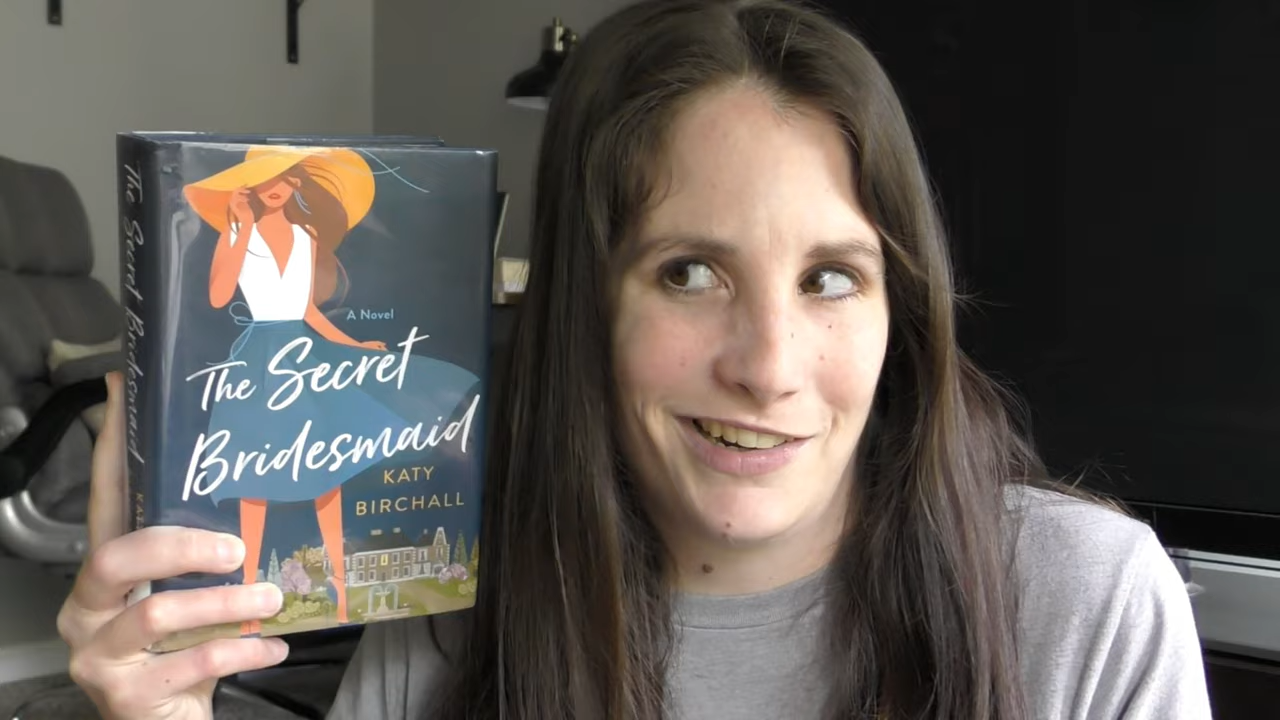 The Secret Bridesmaid
A Novel
The Secret
Bridesmaid
KATY
BIRCHALL